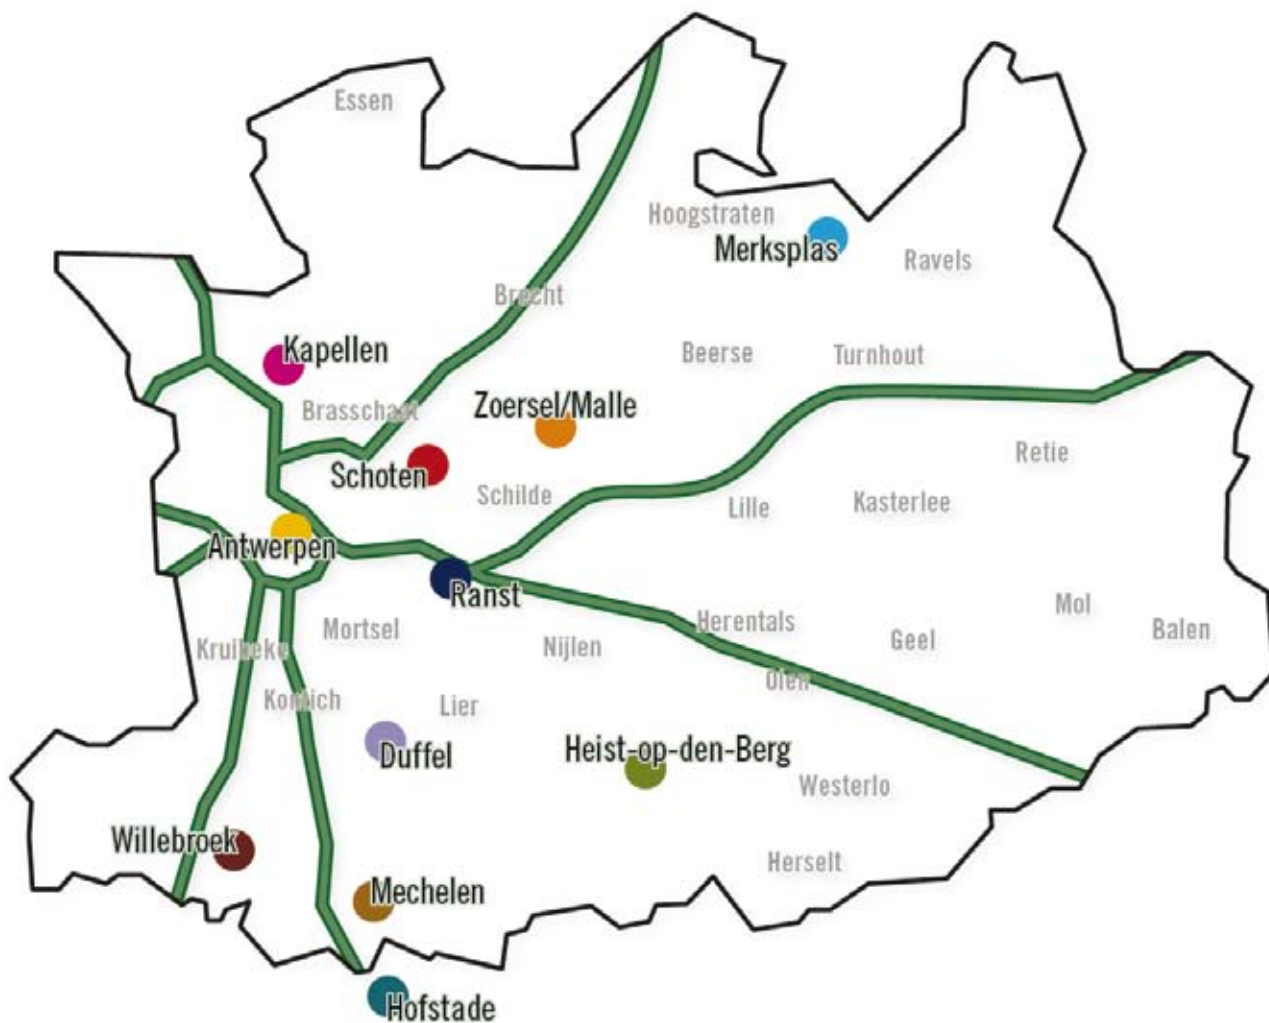 Essen
Hoogstraten
Merksplas
Ravels
Brecht
Kapellen
Beerse
Turnhout
Brasschaat
Zoersel/Malle
Retie
Schoten
Schilde
Lille
Kasterlee
Antwerpen
Ranst
Mol
Herentals
Mortsel
Balen
Geel
Nijlen
Kruibeke
Olen
Kontich
Lier
Heist-op-den-Berg
Duffel
Westerlo
Willebroek
Herselt
Mechelen
Hofstade